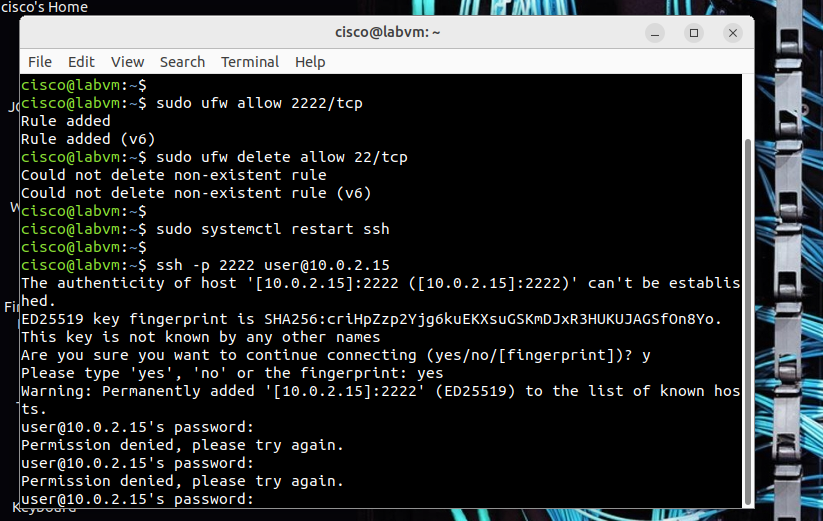 cisco's Home
cisco@labvm: ~
File Edit View Search Terminal Help
cisco@labvm:~$
cisco@labvm:~$ sudo ufw allow 2222/tcp
Rule added
Rule added (v6)
cisco@labvm:~$ sudo ufw delete allow 22/tcp
Could not delete non-existent rule
Could not delete non-existent rule (v6)
cisco@labvm:~$
cisco@labvm:~$ sudo systemctl restart ssh
cisco@labvm:~$
cisco@labvm:~$ ssh -p 2222 user@10.0.2.15
The authenticity of host '[10.0.2.15]:2222 ([10.0.2.15]:2222)' can't be establis
hed.
ED25519 key fingerprint is SHA256:criHpZzp2Yjg6kuEKXsuGSKmDJxR3HUKUJAGSfOn8Yo.
This key is not known by any other names
Are you sure you want to continue connecting (yes/no/[fingerprint])? y
Please type 'yes', 'no' or the fingerprint: yes
Warning: Permanently added '[10.0.2.15]:2222' (ED25519) to the list of known hos
ts.
user@10.0.2.15's password:
Permission denied, please try again.
user@10.0.2.15's password:
Permission denied, please try again.
user@10.0.2.15's password:
Keyboard